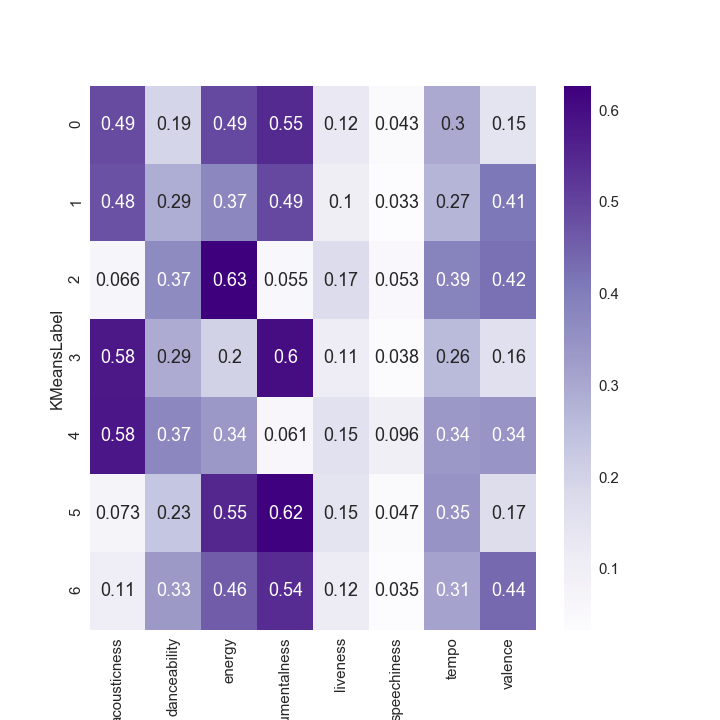 0 0.49 0.19 0.49 0.55 0.12 0.043 0.3 0.15
1 0.48 0.29 0.37 0.49 0.1 0.033 0.27 0.41
2 0.066 0.37 0.63 0.055 0.17 0.053 0.39 0.42
3 0.58 0.29 0.2 0.6 0.11 0.038 0.26 0.16
4 0.58 0.37 0.34 0.061 0.15 0.096 0.34 0.34
5 0.073 0.23 0.55 0.62 0.15 0.047 0.35 0.17
6 0.11 0.33 0.46 0.54 0.12 0.035 0.31 0.44
KMeansLabel
acousticness
danceability
energy
umentalness
liveness
speechiness
tempo
valence
0.6
0.5
0.4
0.3
0.2
0.1